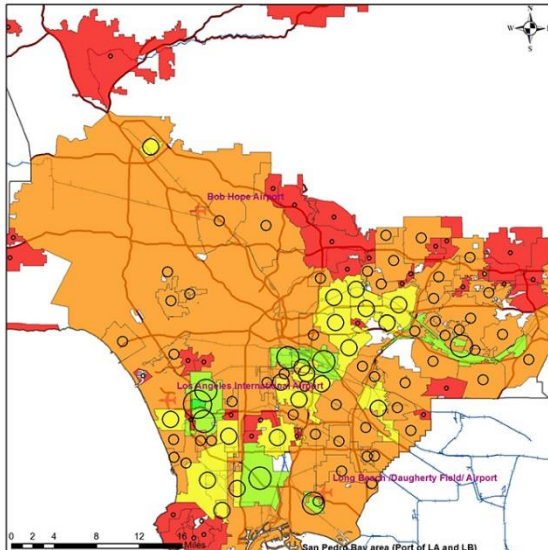 N
W E
S
Bob Hope Airport
Los Angeles International Airport
Long Beach /Daugherty Field/ Airport
0 2 4 8 12 16
Miles
San Pedro Bay area (Port of LA and LB)